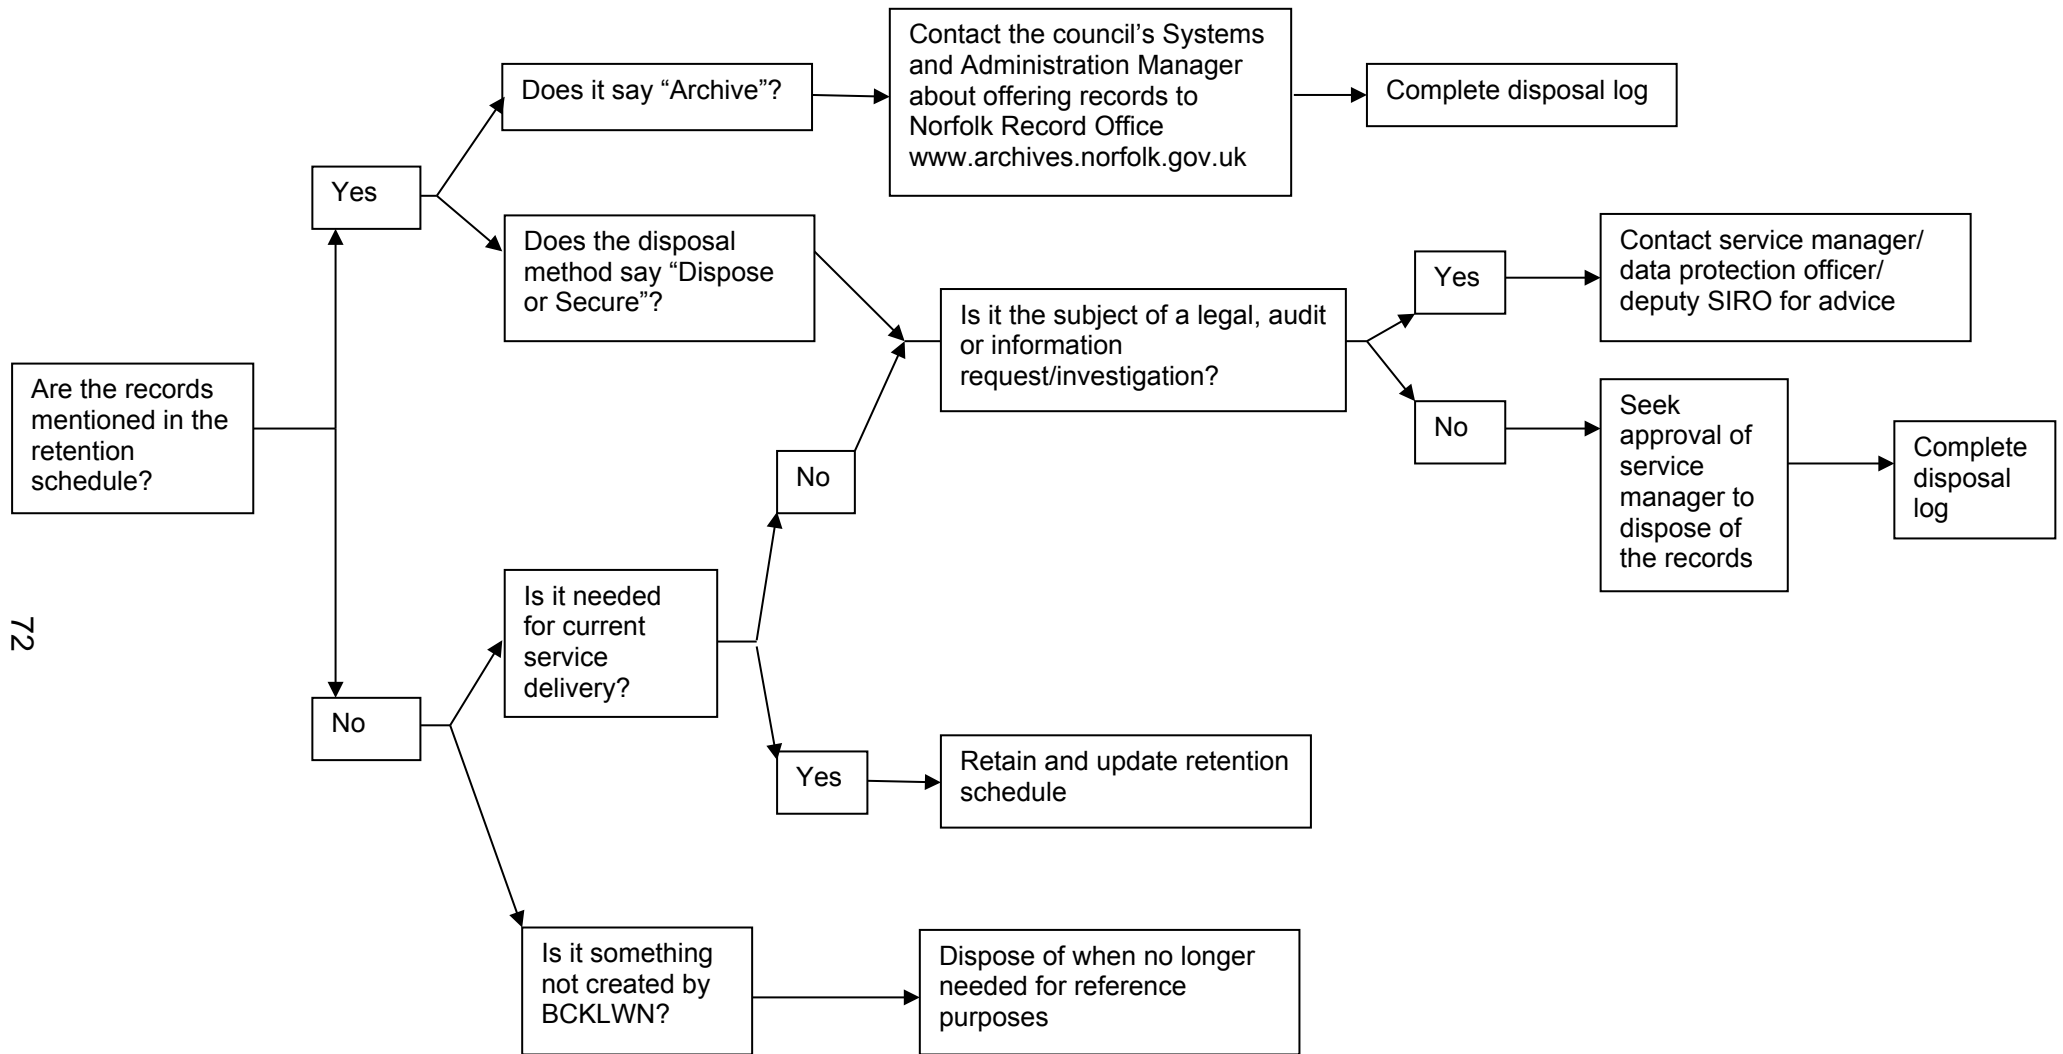 Are the records
mentioned in the
retention
schedule?
Yes
Does it say “Archive”?
Contact the council’s Systems
and Administration Manager
about offering records to
Norfolk Record Office
www.archives.norfolk.gov.uk
Complete disposal log
Does the disposal
method say “Dispose
or Secure”?
Is it the subject of a legal, audit
or information
request/investigation?
Yes
Contact service manager/
data protection officer/
deputy SIRO for advice
No
Seek
approval of
service
manager to
dispose of
the records
Complete
disposal
log
No
Is it needed
for current
service
delivery?
No
Yes
Retain and update retention
schedule
Is it something
not created by
BCKLWN?
Dispose of when no longer
needed for reference
purposes
72